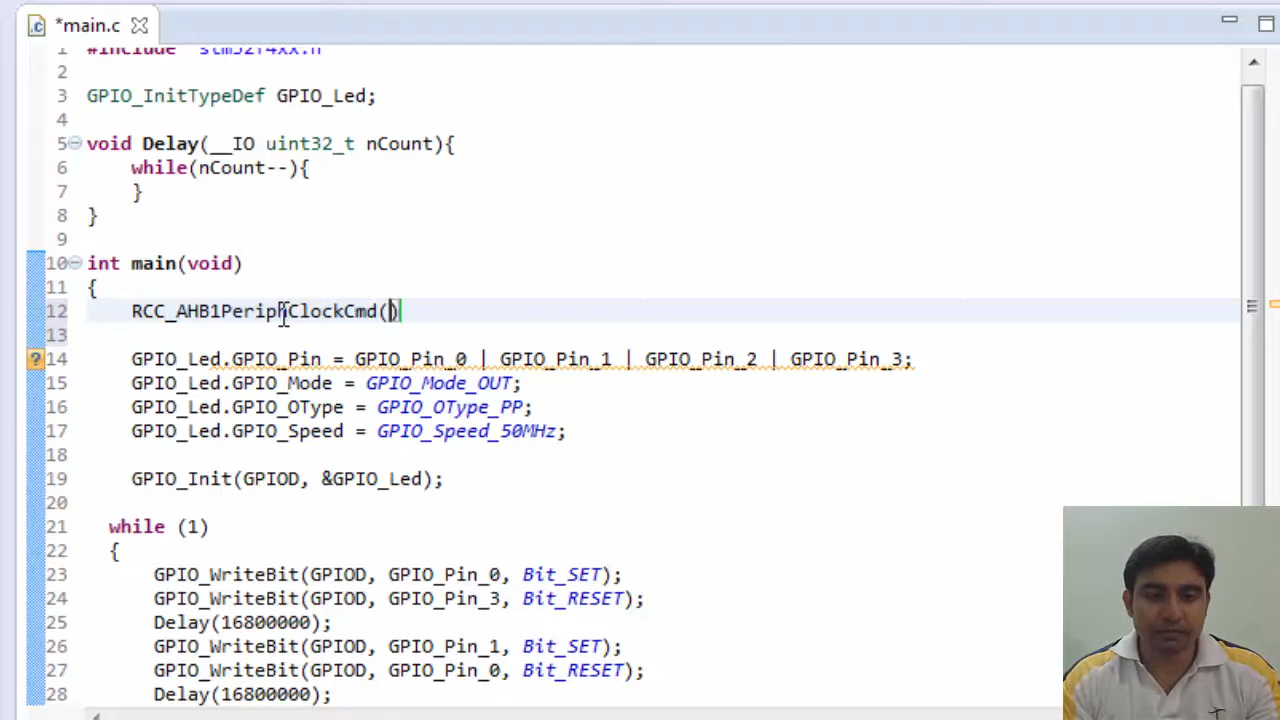 *main.c
1 #include "stm32f4xx.h"
2
3 GPIO_InitTypeDef GPIO_Led;
4
5 void Delay(__IO uint32_t nCount){
6 while(nCount--){
7 }
8 }
9
10 int main(void)
11 {
12 RCC_AHB1PeriphClockCmd()
13
14 GPIO_Led.GPIO_Pin = GPIO_Pin_0 | GPIO_Pin_1 | GPIO_Pin_2 | GPIO_Pin_3;
15 GPIO_Led.GPIO_Mode = GPIO_Mode_OUT;
16 GPIO_Led.GPIO_OType = GPIO_OType_PP;
17 GPIO_Led.GPIO_Speed = GPIO_Speed_50MHz;
18
19 GPIO_Init(GPIOD, &GPIO_Led);
20
21 while (1)
22 {
23 GPIO_WriteBit(GPIOD, GPIO_Pin_0, Bit_SET);
24 GPIO_WriteBit(GPIOD, GPIO_Pin_3, Bit_RESET);
25 Delay(16800000);
26 GPIO_WriteBit(GPIOD, GPIO_Pin_1, Bit_SET);
27 GPIO_WriteBit(GPIOD, GPIO_Pin_0, Bit_RESET);
28 Delay(16800000);